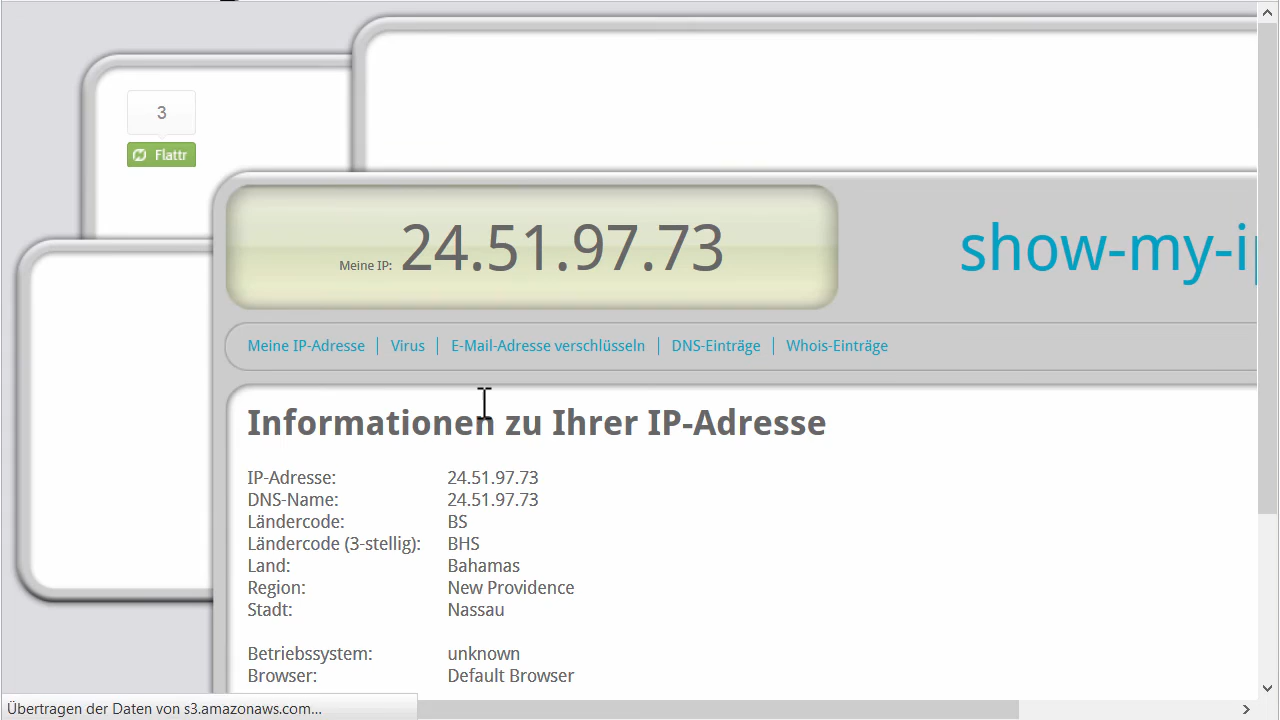 3
Flattr
Meine IP: 24.51.97.73
show-my-ip
Meine IP-Adresse | Virus | E-Mail-Adresse verschlüsseln | DNS-Einträge | Whois-Einträge
Informationen zu Ihrer IP-Adresse
IP-Adresse: 24.51.97.73
DNS-Name: 24.51.97.73
Ländercode: BS
Ländercode (3-stellig): BHS
Land: Bahamas
Region: New Providence
Stadt: Nassau
Betriebssystem: unknown
Browser: Default Browser
Übertragen der Daten von s3.amazonaws.com...